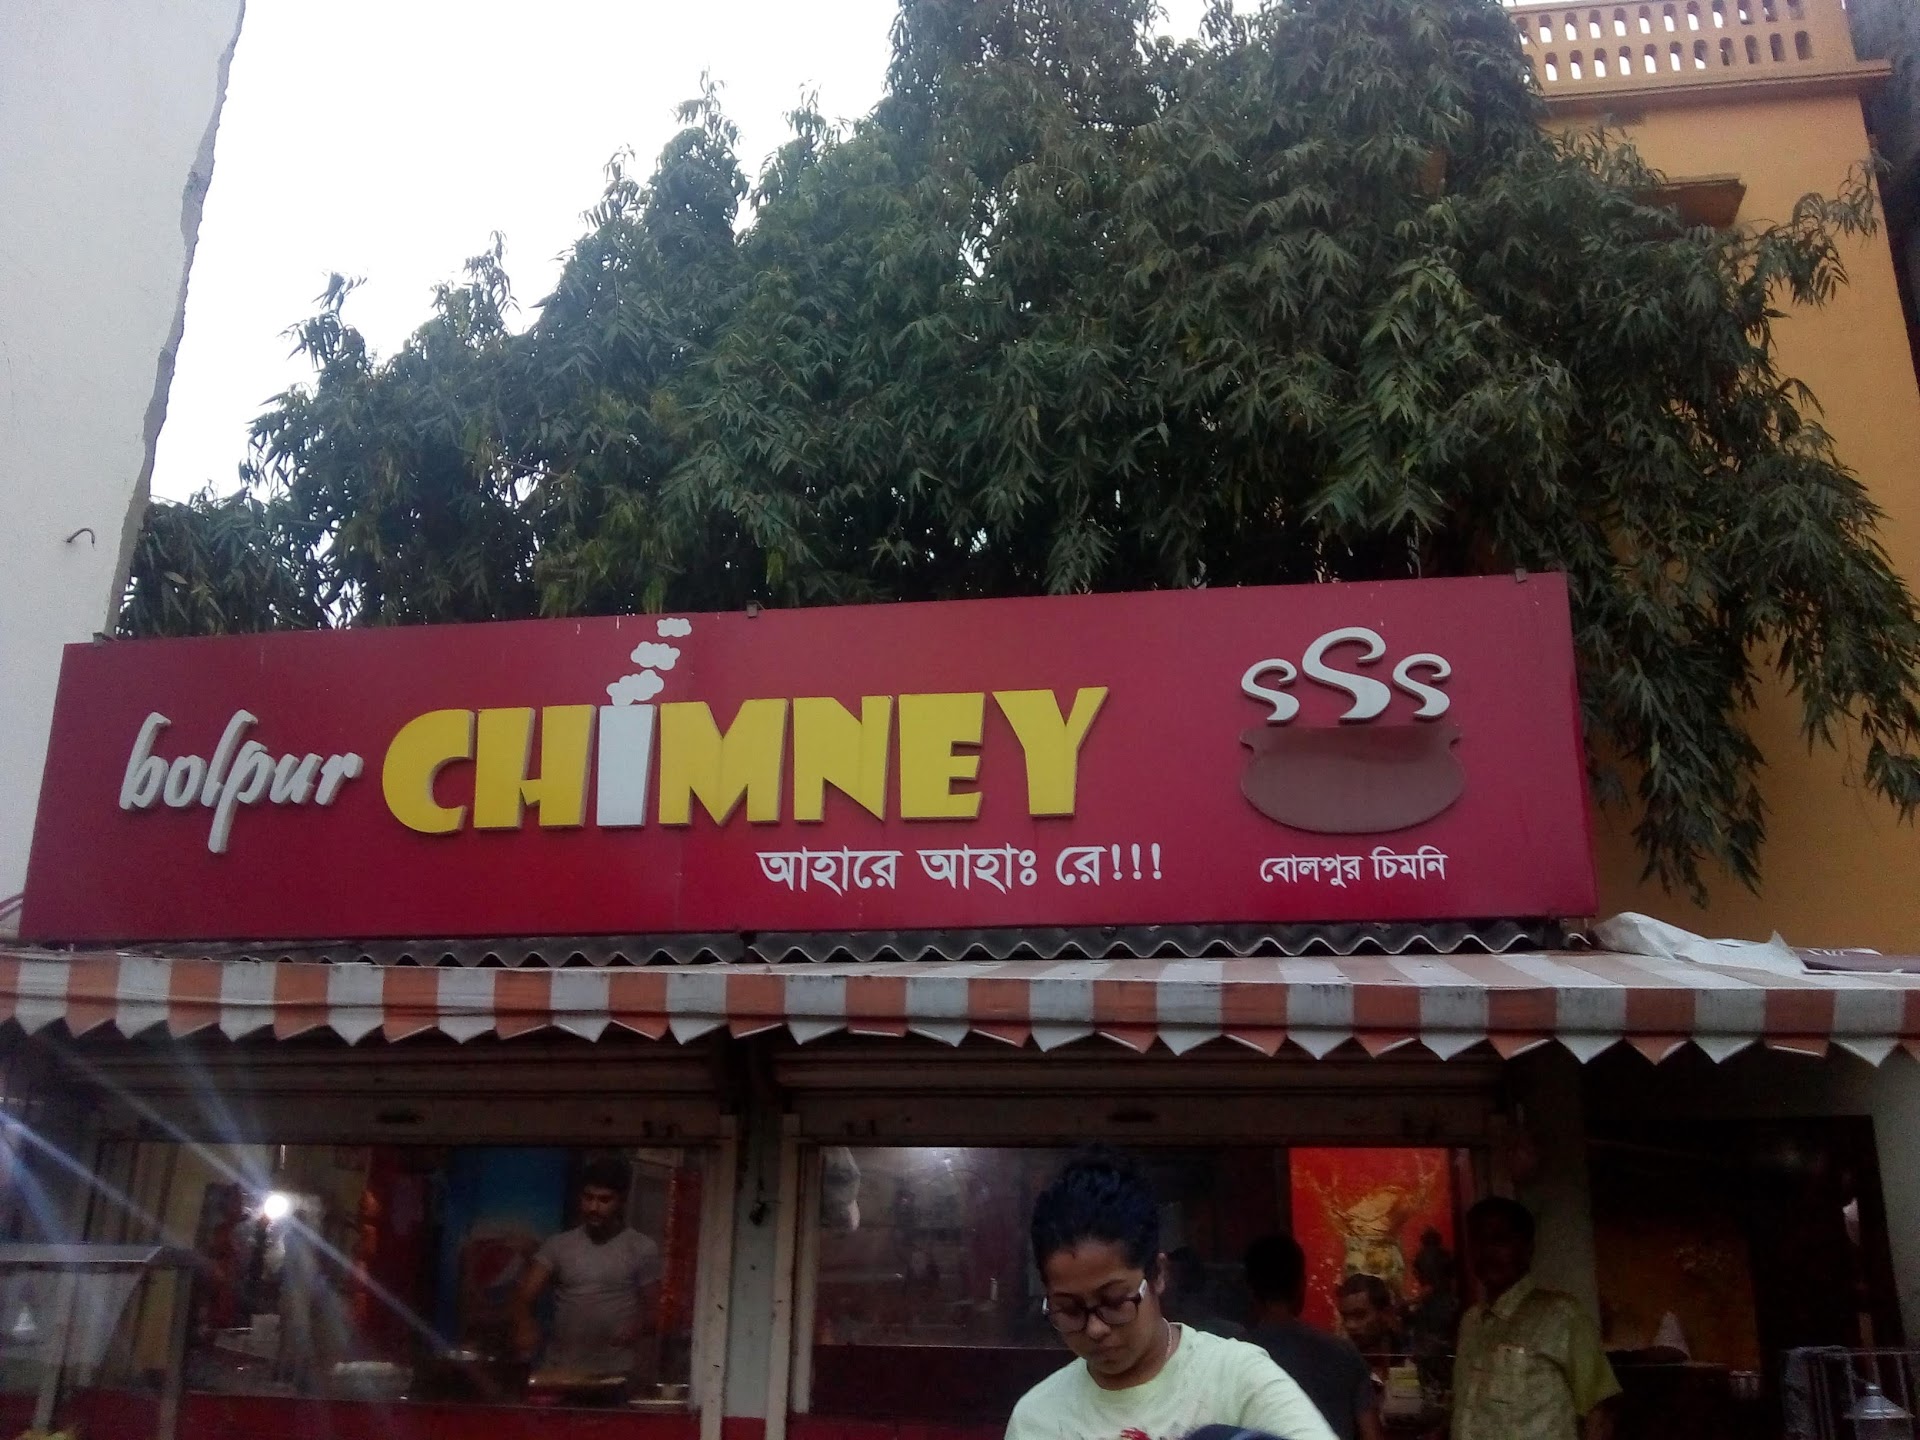 bolpur CHiMNEY
আহারে আহাঃ রে!!!
বোলপুর চিমনি